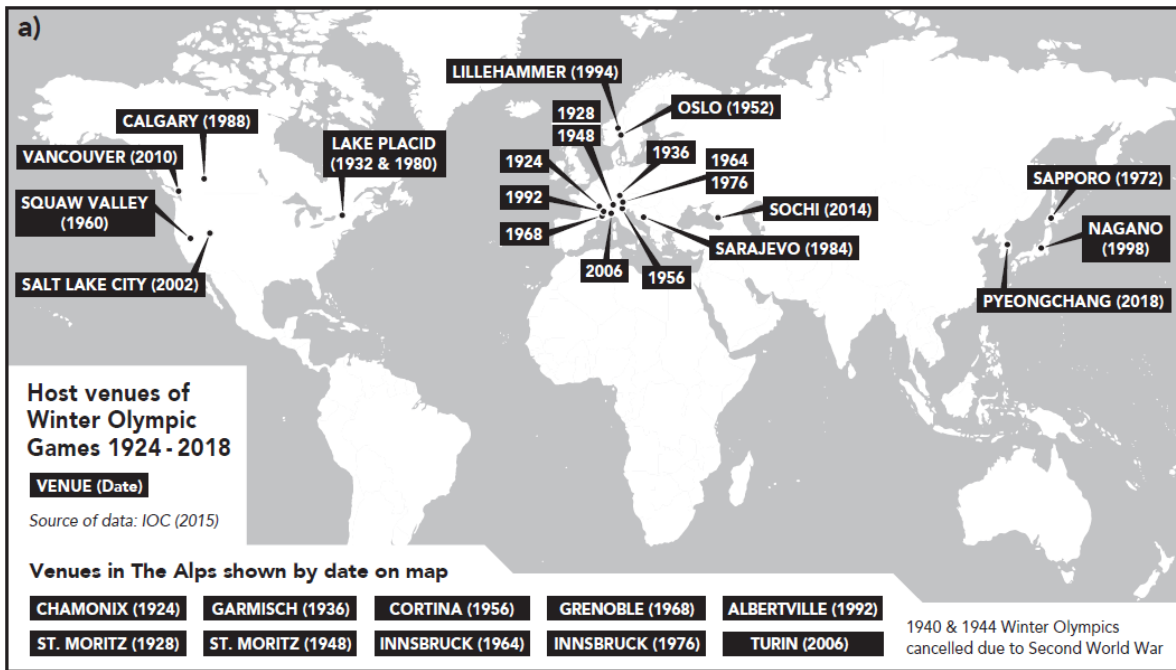 a)
LILLEHAMMER (1994)
CALGARY (1988)
VANCOUVER (2010)
SQUAW VALLEY
(1960)
SALT LAKE CITY (2002)
LAKE PLACID
(1932 & 1980)
1928
1948
OSLO (1952)
1924
1936
1964
1976
1992
1968
2006
1956
SOCHI (2014)
SARAJEVO (1984)
SAPPORO (1972)
NAGANO
(1998)
PYEONGCHANG (2018)
Host venues of
Winter Olympic
Games 1924 - 2018
VENUE (Date)
Source of data: IOC (2015)
Venues in The Alps shown by date on map
CHAMONIX (1924) GARMISCH (1936) CORTINA (1956) GRENOBLE (1968) ALBERTVILLE (1992)
ST. MORITZ (1928) ST. MORITZ (1948) INNSBRUCK (1964) INNSBRUCK (1976) TURIN (2006)
1940 & 1944 Winter Olympics
cancelled due to Second World War